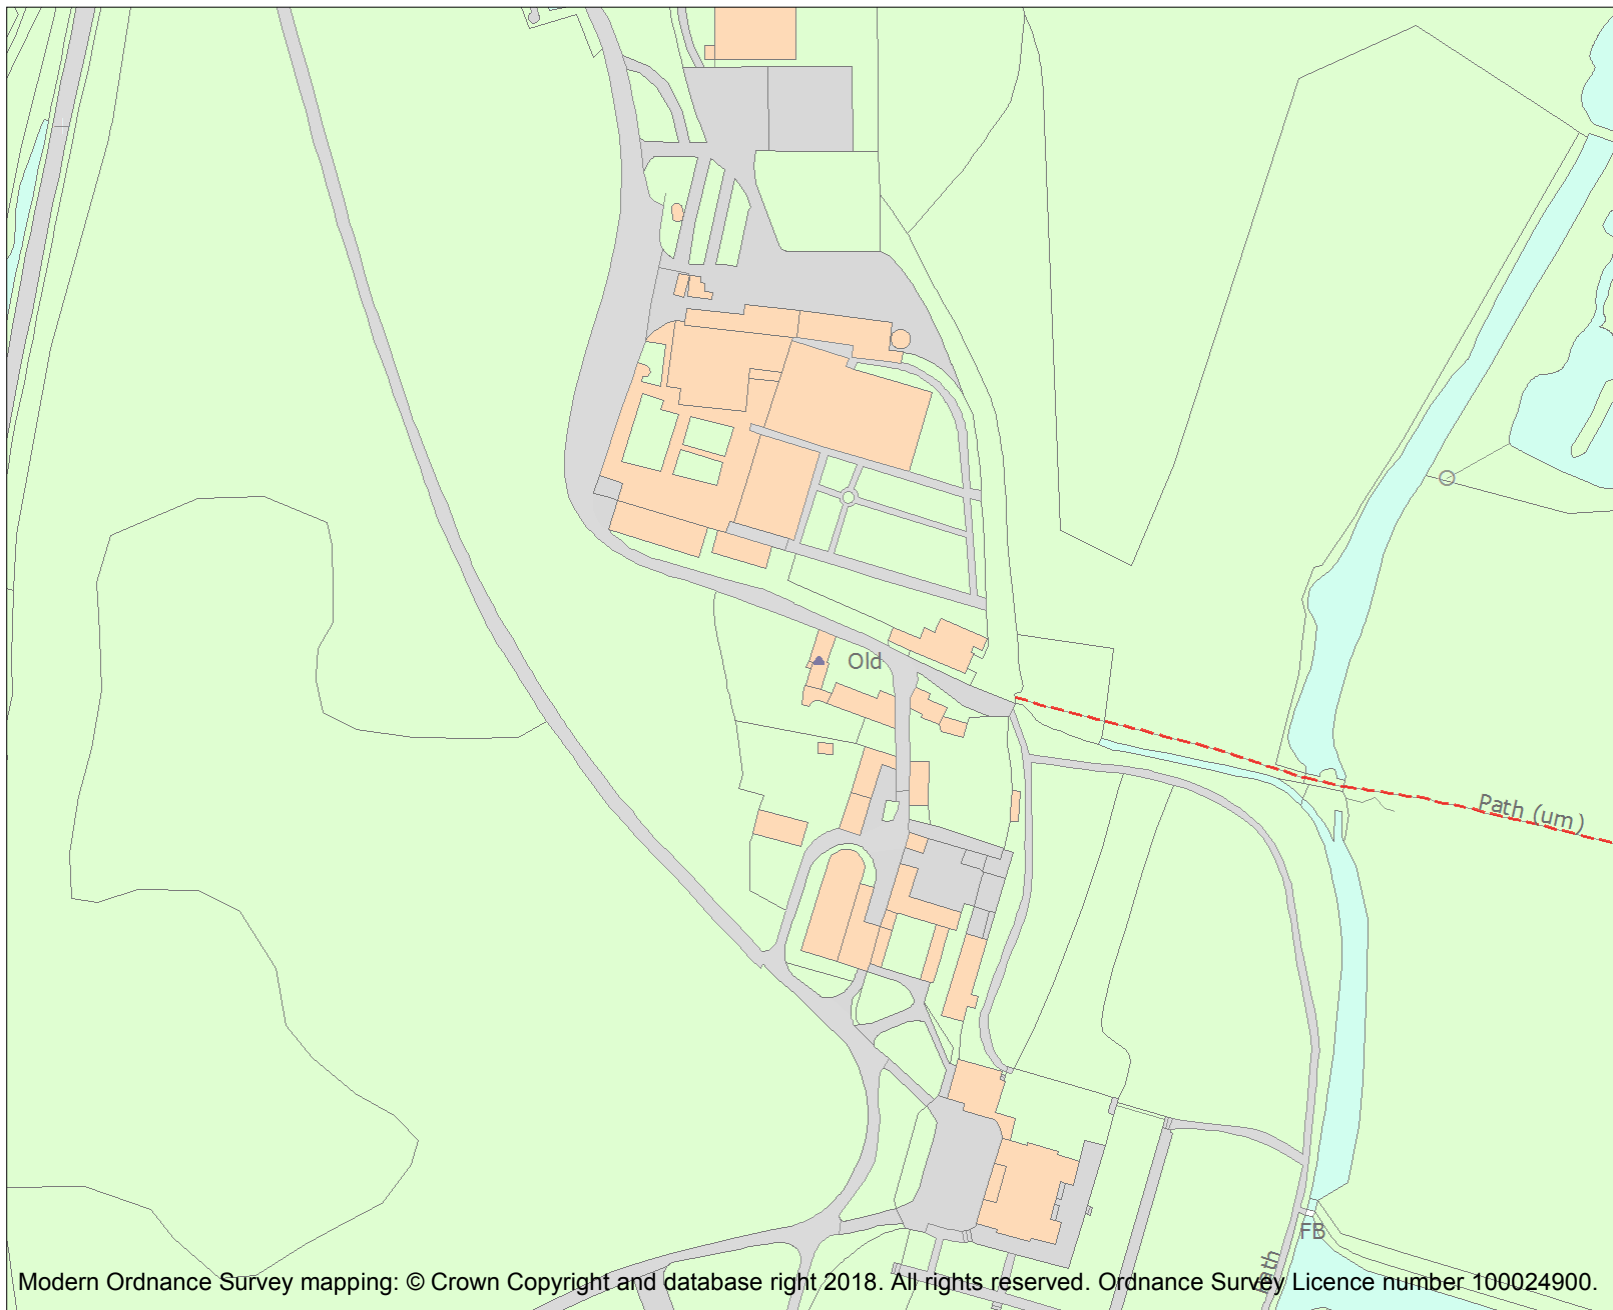 Old
Path (um)
FB
Path
Modern Ordnance Survey mapping: © Crown Copyright and database right 2018. All rights reserved. Ordnance Survey Licence number 100024900.